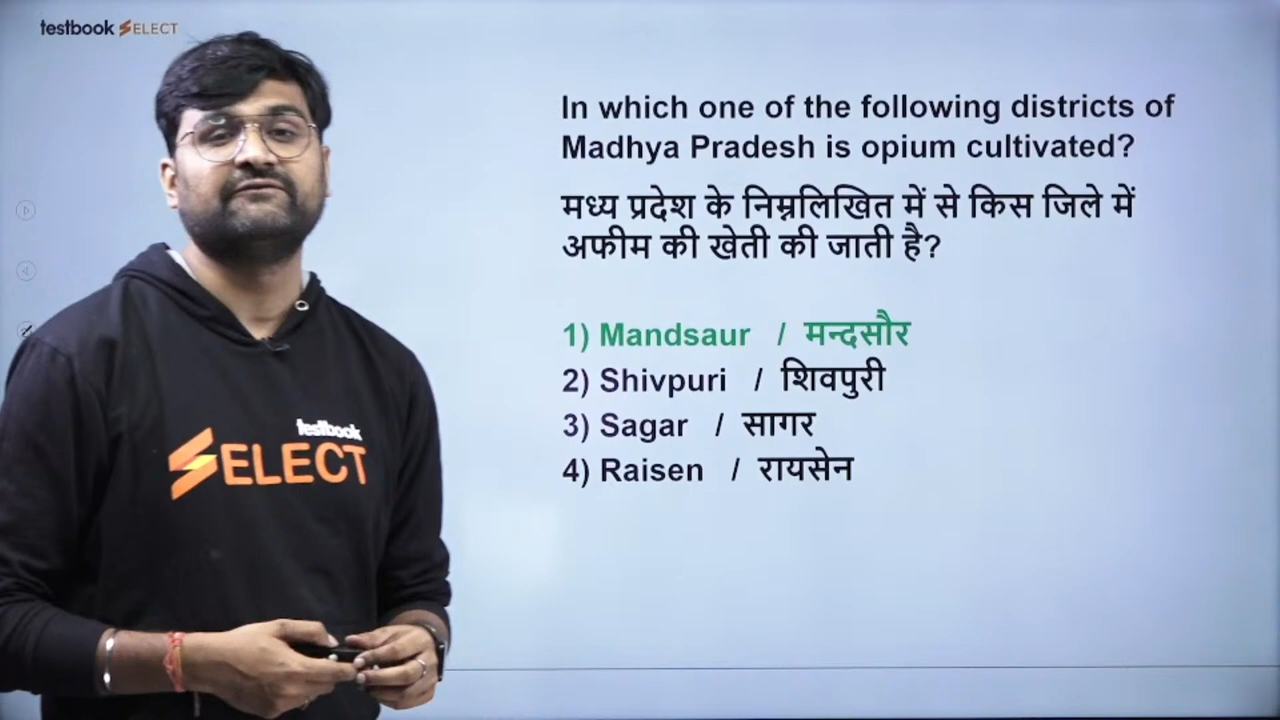 testbook SELECT
In which one of the following districts of
Madhya Pradesh is opium cultivated?
मध्य प्रदेश के निम्नलिखित में से किस जिले में
अफीम की खेती की जाती है?
1) Mandsaur / मन्दसौर
2) Shivpuri / शिवपुरी
3) Sagar / सागर
4) Raisen / रायसेन
testbook
SELECT